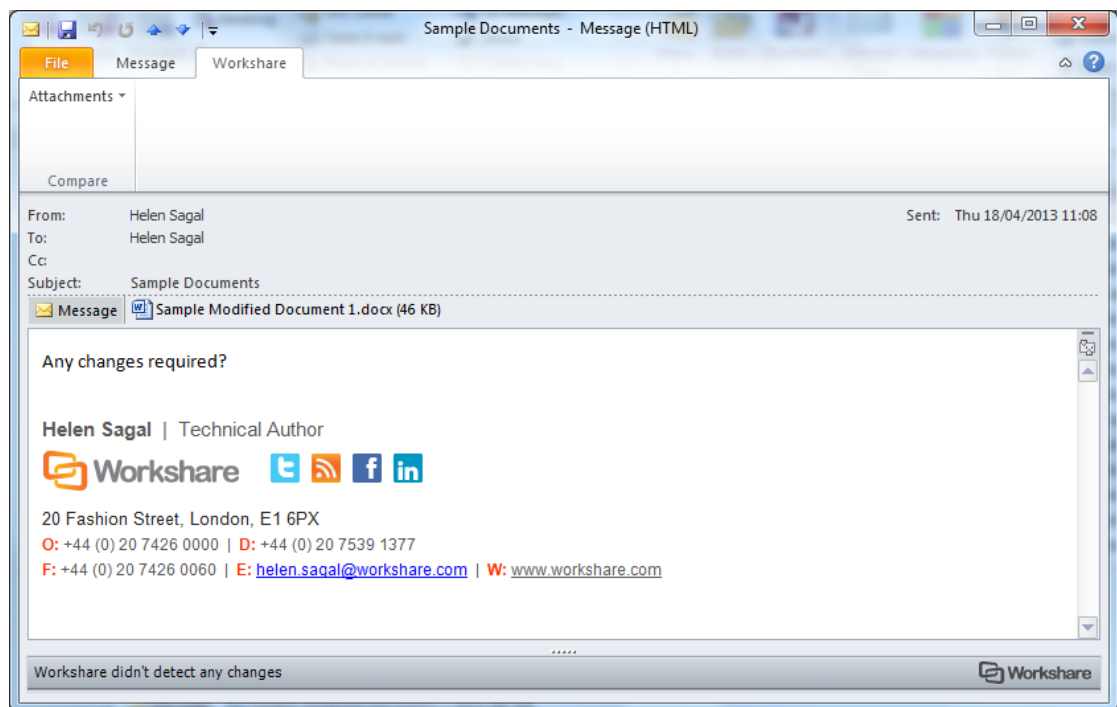 Sample Documents - Message (HTML)
File Message Workshare
Attachments
Compare
From: Helen Sagal Sent: Thu 18/04/2013 11:08
To: Helen Sagal
Cc:
Subject: Sample Documents
Message Sample Modified Document 1.docx (46 KB)
Any changes required?
Helen Sagal | Technical Author
Workshare
20 Fashion Street, London, E1 6PX
O: +44 (0) 20 7426 0000 | D: +44 (0) 20 7539 1377
F: +44 (0) 20 7426 0060 | E: helen.sagal@workshare.com | W: www.workshare.com
Workshare didn't detect any changes Workshare